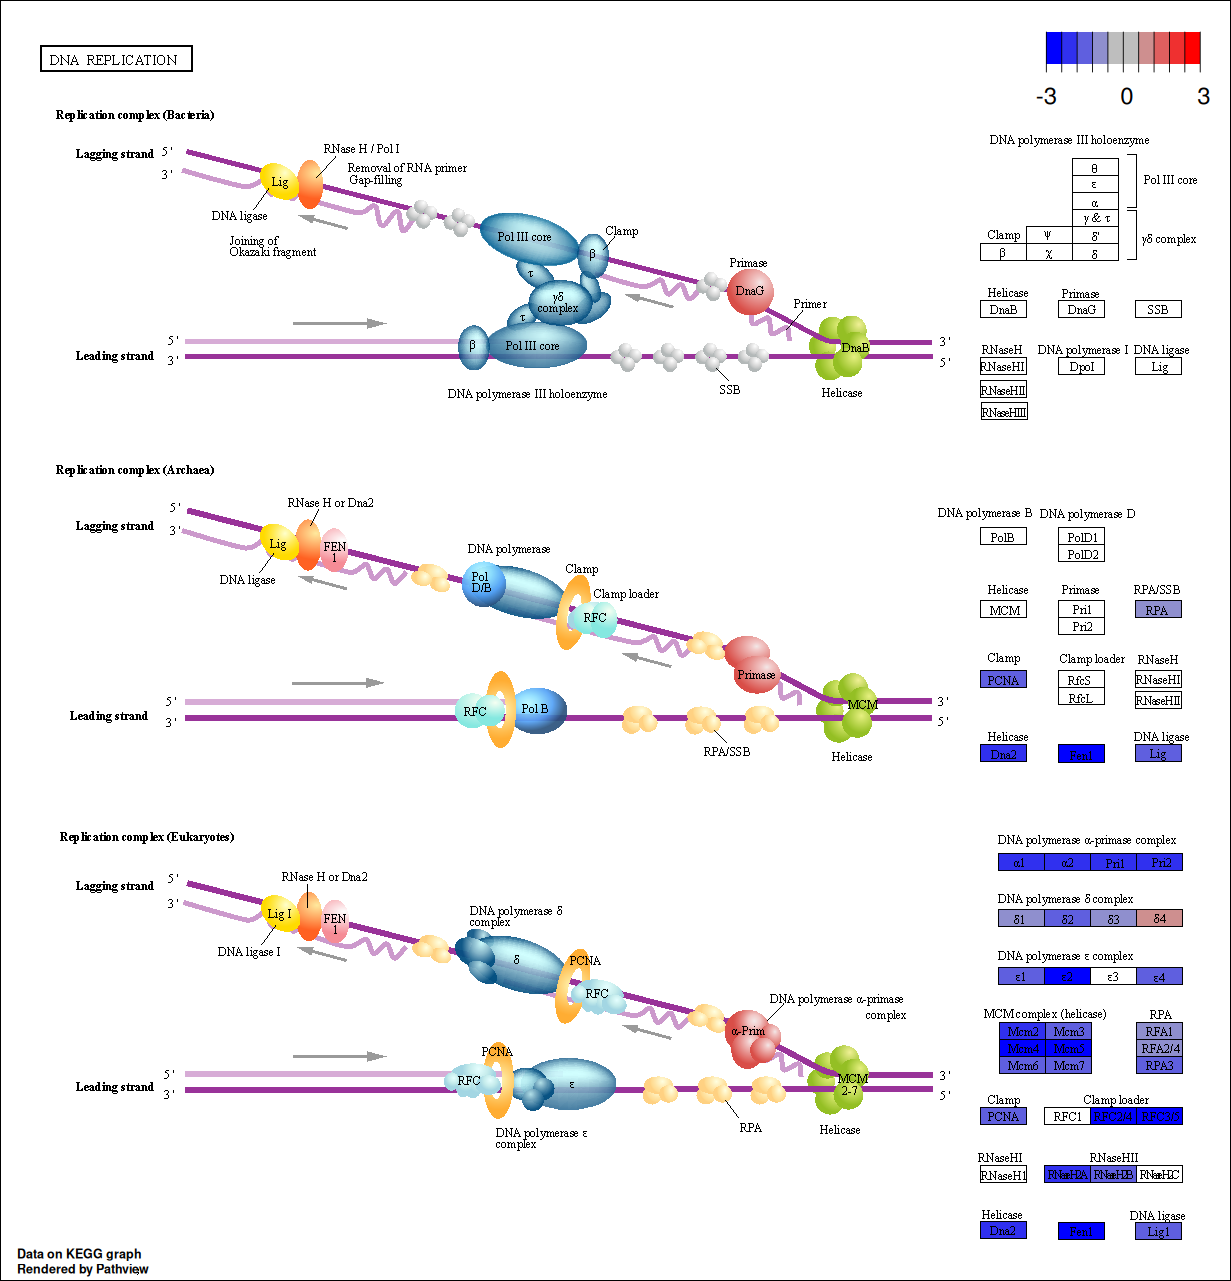 DNA REPLICATION
-3 0 3
Replication complex (Bacteria)
Lagging strand 5'
3'
RNase H / Pol I
Removal of RNA primer
Gap-filling
Lig
DNA ligase
Joining of
Okazaki fragment
Pol III core
Clamp
β
τ
γδ
complex
τ
Primase
DnaG
Primer
Leading strand 5'
3'
β
Pol III core
DNA polymerase III holoenzyme
SSB
DnaB
Helicase
3'
5'
DNA polymerase III holoenzyme
θ
ε
α
Pol III core
γ & τ
Clamp ψ δ'
β χ δ
γδ complex
Helicase Primase
DnaB DnaG SSB
RNaseH DNA polymerase I DNA ligase
RNaseHI DpoI Lig
RNaseHII
RNaseHIII
Replication complex (Archaea)
Lagging strand 5'
3'
RNase H or Dna2
Lig
FEN
1
DNA ligase
DNA polymerase
Pol
D/B
Clamp
Clamp loader
RFC
Primase
Leading strand 5'
3'
RFC
Pol B
RPA/SSB
MCM
Helicase
3'
5'
DNA polymerase B DNA polymerase D
PolB PolD1
PolD2
Helicase Primase RPA/SSB
MCM Pri1 RPA
Pri2
Clamp Clamp loader RNaseH
PCNA RfcS RNaseHI
RfcL RNaseHII
Helicase DNA ligase
Dna2 Fen1 Lig
Replication complex (Eukaryotes)
Lagging strand 5'
3'
RNase H or Dna2
Lig I
FEN
1
DNA ligase I
DNA polymerase δ
complex
δ
PCNA
RFC
DNA polymerase α-primase
complex
α-Prim
Leading strand 5'
3'
PCNA
RFC
ε
DNA polymerase ε
complex
RPA
MCM
2-7
Helicase
3'
5'
DNA polymerase α-primase complex
α1 α2 Pri1 Pri2
DNA polymerase δ complex
δ1 δ2 δ3 δ4
DNA polymerase ε complex
ε1 ε2 ε3 ε4
MCM complex (helicase) RPA
Mcm2 Mcm3 RFA1
Mcm4 Mcm5 RFA2/4
Mcm6 Mcm7 RPA3
Clamp Clamp loader
PCNA RFC1 RFC2/4 RFC3/5
RNaseHI RNaseHII
RNaseH1 RNaseH2A RNaseH2B RNaseH2C
Helicase DNA ligase
Dna2 Fen1 Lig1
Data on KEGG graph
Rendered by Pathview